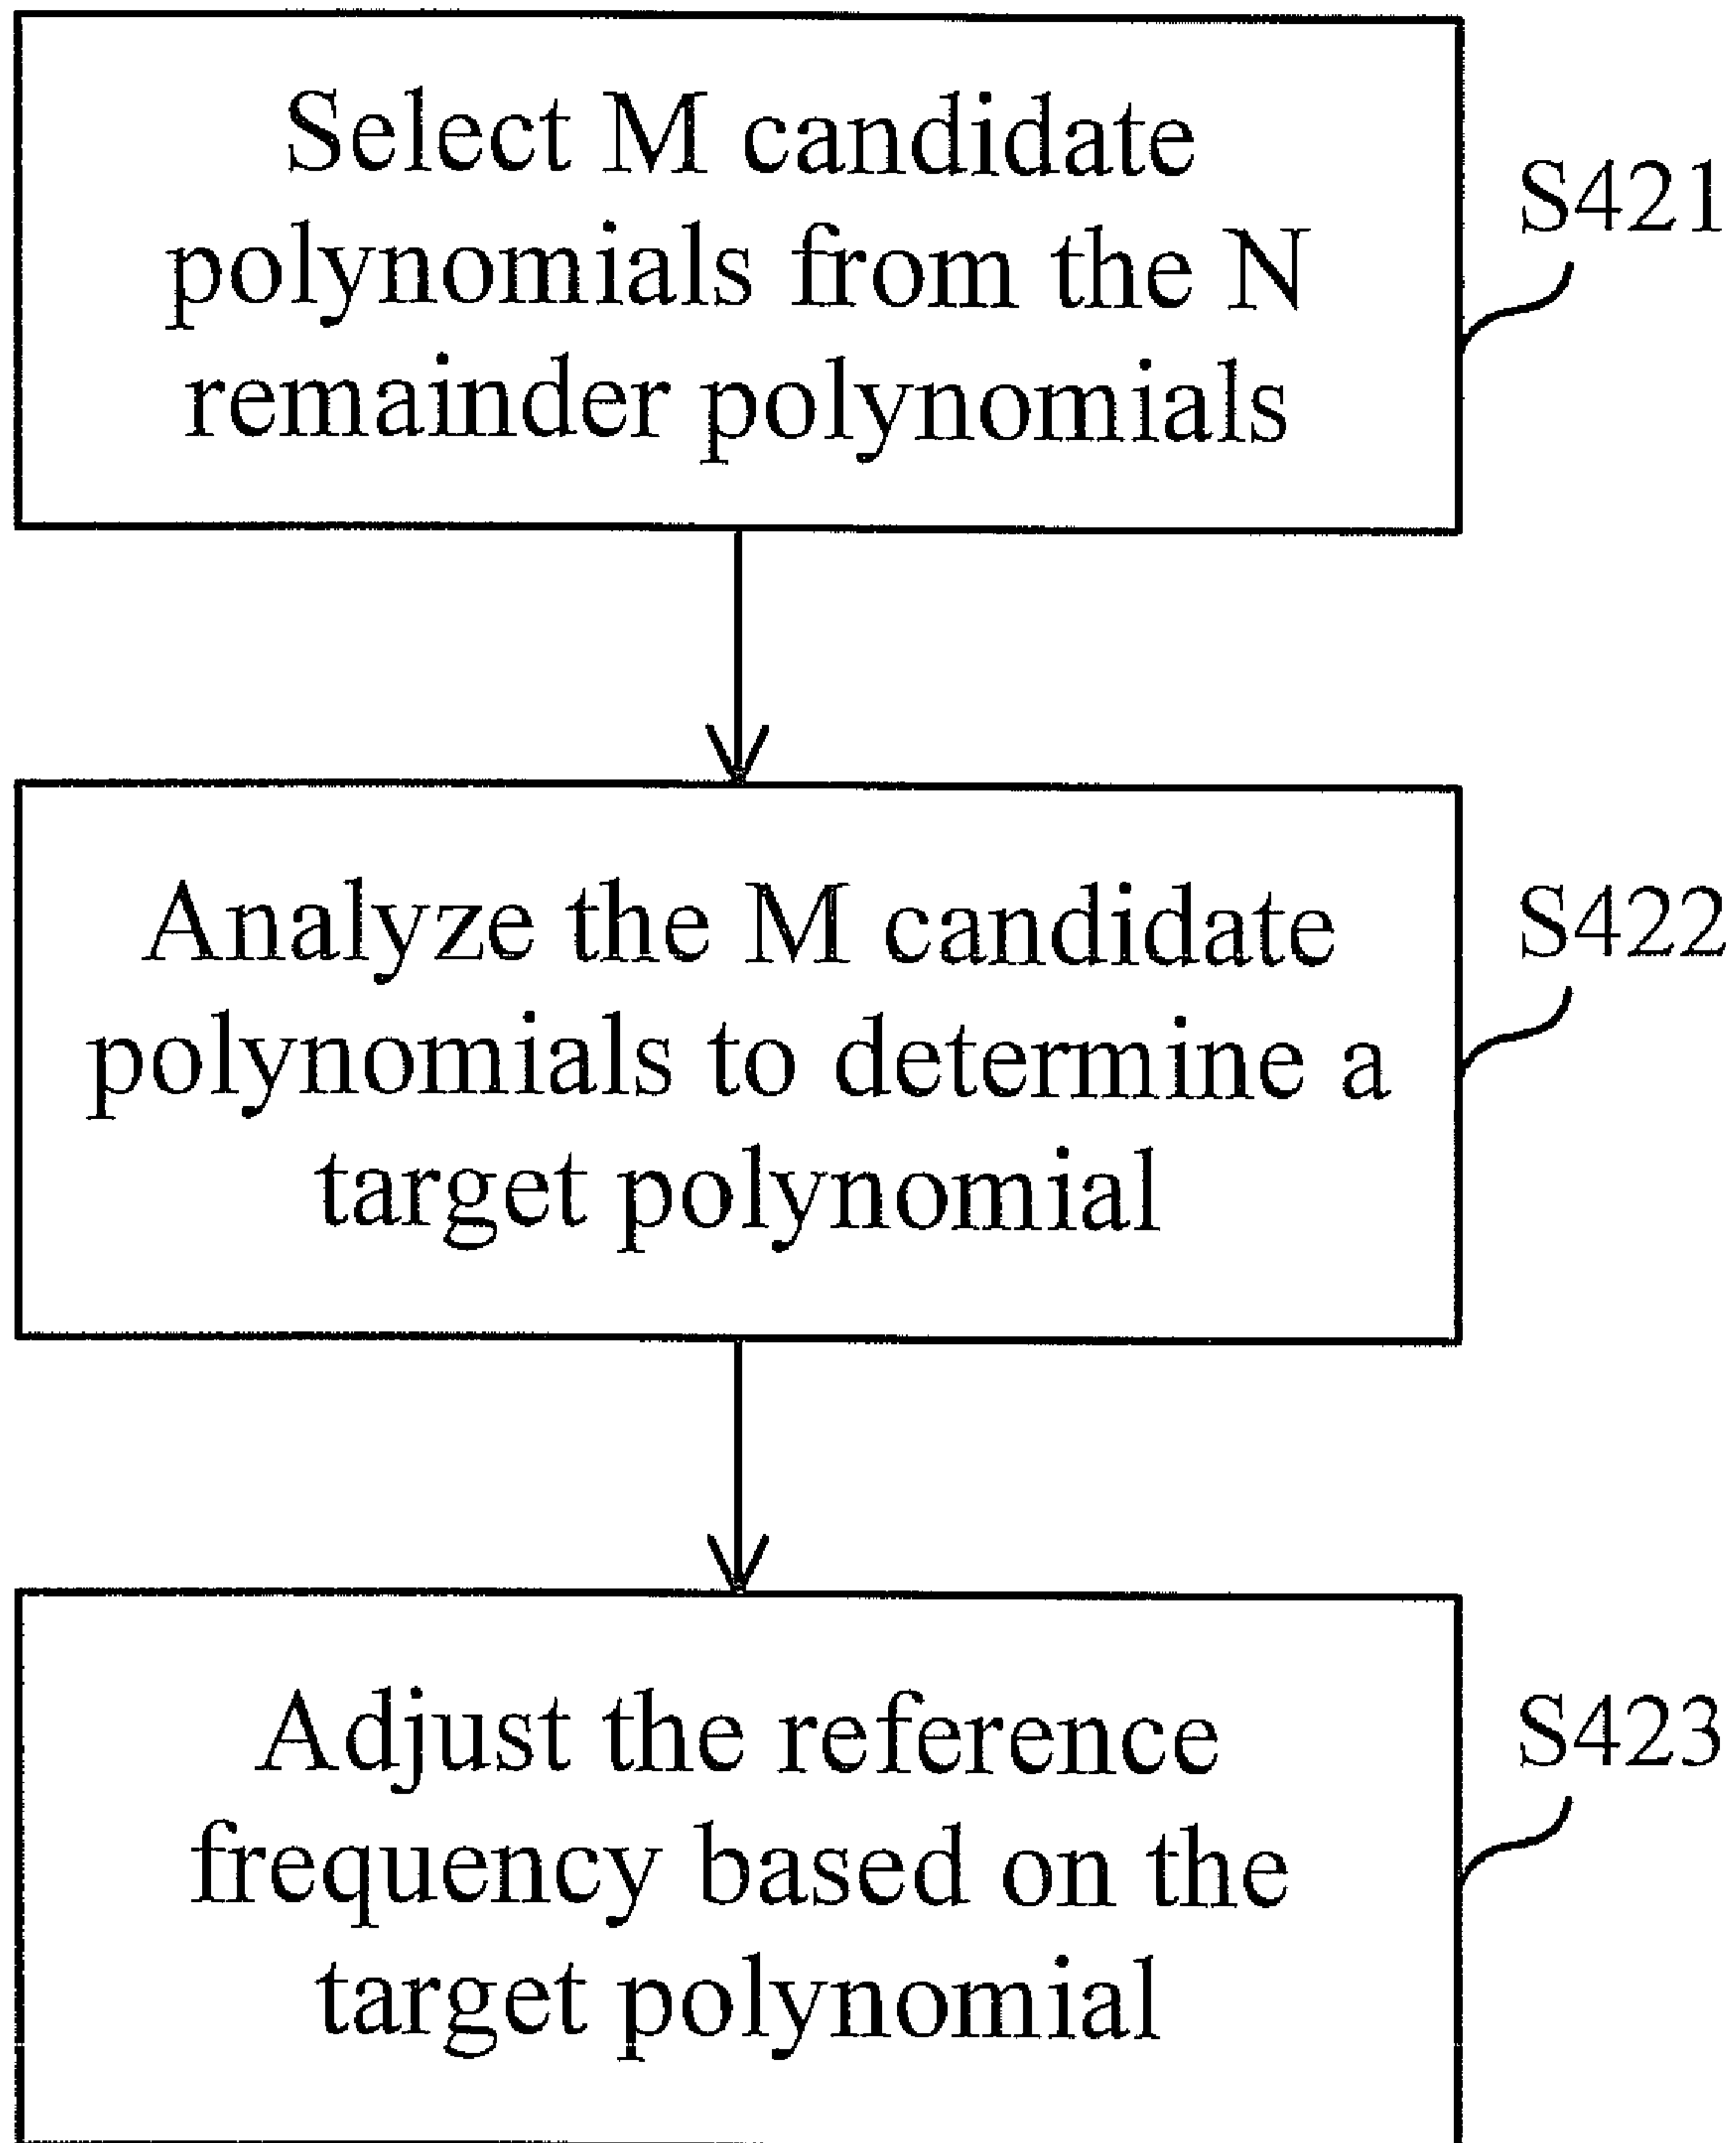 Select M candidate
polynomials from the N
remainder polynomials
S421
Analyze the M candidate
polynomials to determine a
target polynomial
S422
Adjust the reference
frequency based on the
target polynomial
S423